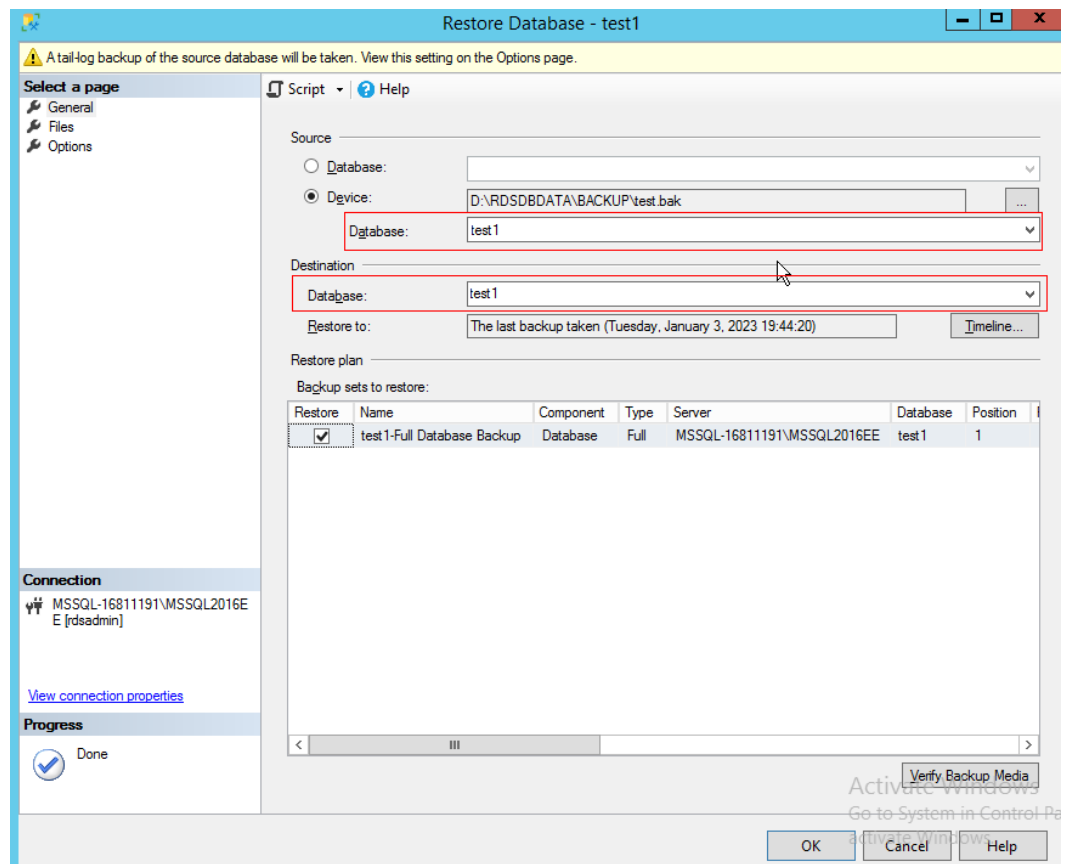 Restore Database - test1
A tail-log backup of the source database will be taken. View this setting on the Options page.
Select a page
General
Files
Options
Script
Help
Source
Database:
Device:
D:\RDSDBDATA\BACKUP\test.bak
...
Database:
test1
Destination
Database:
test1
Restore to:
The last backup taken (Tuesday, January 3, 2023 19:44:20)
Timeline...
Restore plan
Backup sets to restore:
Restore Name Component Type Server Database Position
test1-Full Database Backup Database Full MSSQL-16811191\MSSQL2016EE test1 1
Connection
MSSQL-16811191\MSSQL2016E
E [rdsadmin]
View connection properties
Progress
Done
Verify Backup Media
Activate Windows
Go to System in Control Pa
activate Windows.
OK
Cancel
Help